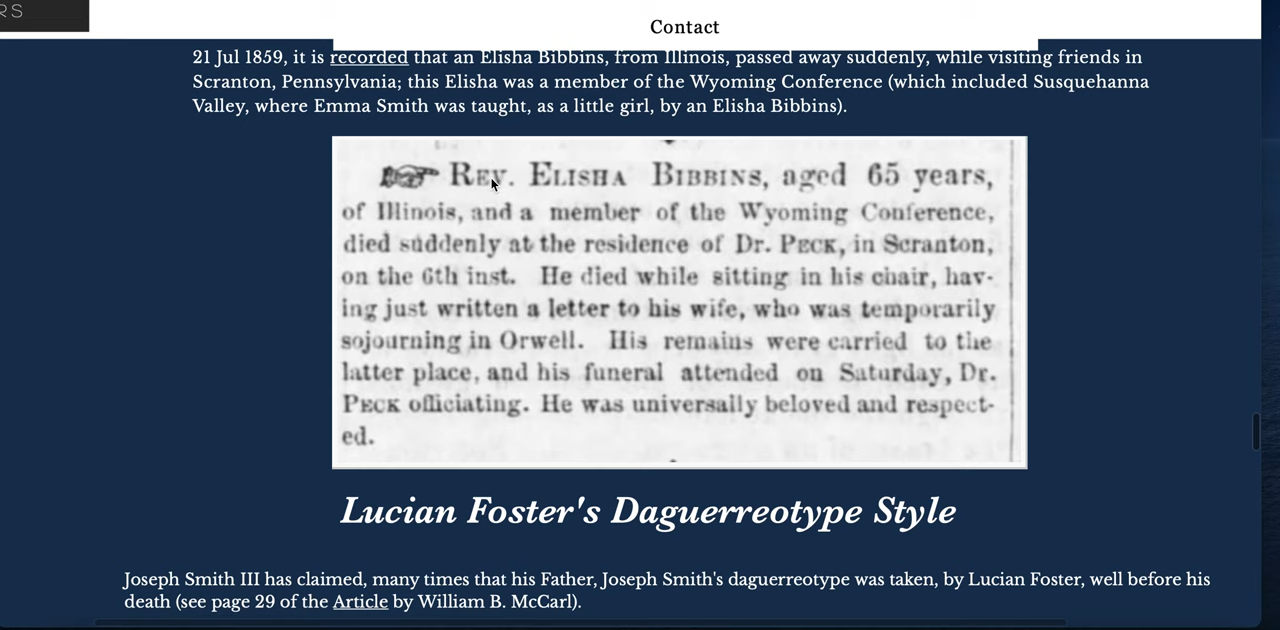 RS
Contact
21 Jul 1859, it is recorded that an Elisha Bibbins, from Illinois, passed away suddenly, while visiting friends in
Scranton, Pennsylvania; this Elisha was a member of the Wyoming Conference (which included Susquehanna
Valley, where Emma Smith was taught, as a little girl, by an Elisha Bibbins).
☞ REV. ELISHA BIBBINS, aged 65 years,
of Illinois, and a member of the Wyoming Conference,
died suddenly at the residence of Dr. PECK, in Scranton,
on the 6th inst. He died while sitting in his chair, hav-
ing just written a letter to his wife, who was temporarily
sojourning in Orwell. His remains were carried to the
latter place, and his funeral attended on Saturday, Dr.
PECK officiating. He was universally beloved and respect-
ed.
Lucian Foster's Daguerreotype Style
Joseph Smith III has claimed, many times that his Father, Joseph Smith's daguerreotype was taken, by Lucian Foster, well before his
death (see page 29 of the Article by William B. McCarl).